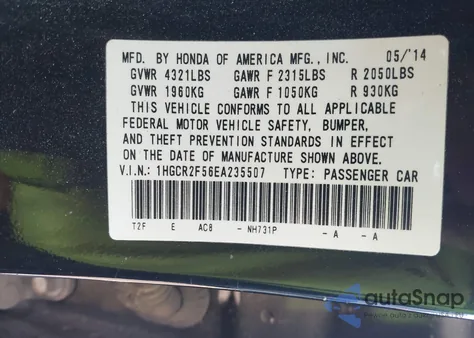 MFD. BY HONDA OF AMERICA MFG., INC. 05/'14
GVWR 4321LBS GAWR F 2315LBS R 2050LBS
GVWR 1960KG GAWR F 1050KG R 930KG
THIS VEHICLE CONFORMS TO ALL APPLICABLE
FEDERAL MOTOR VEHICLE SAFETY, BUMPER,
AND THEFT PREVENTION STANDARDS IN EFFECT
ON THE DATE OF MANUFACTURE SHOWN ABOVE.
V.I.N.: 1HGCR2F56EA235507 TYPE: PASSENGER CAR
T2F E AC8 - NH731P - A - A
autoSnap